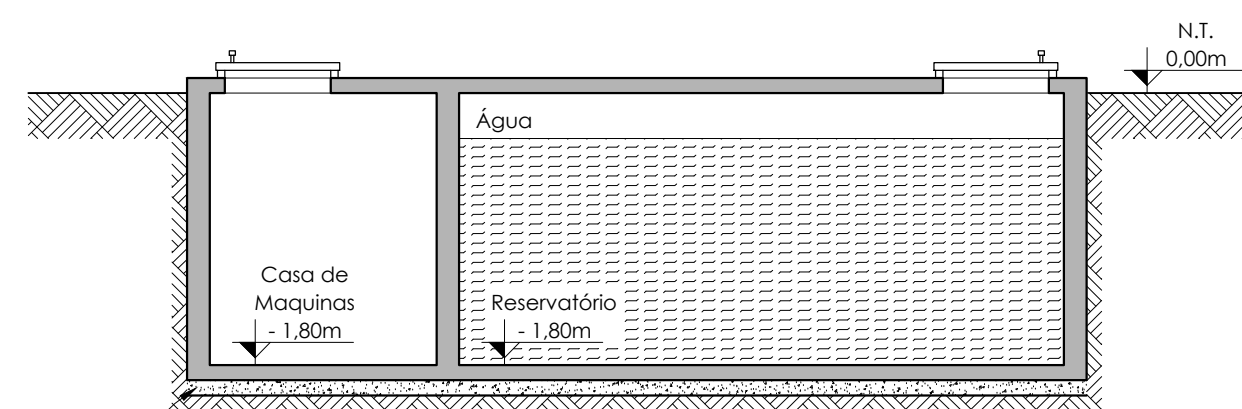 N.T.
0,00m
Água
Casa de
Maquinas
- 1,80m
Reservatório
- 1,80m